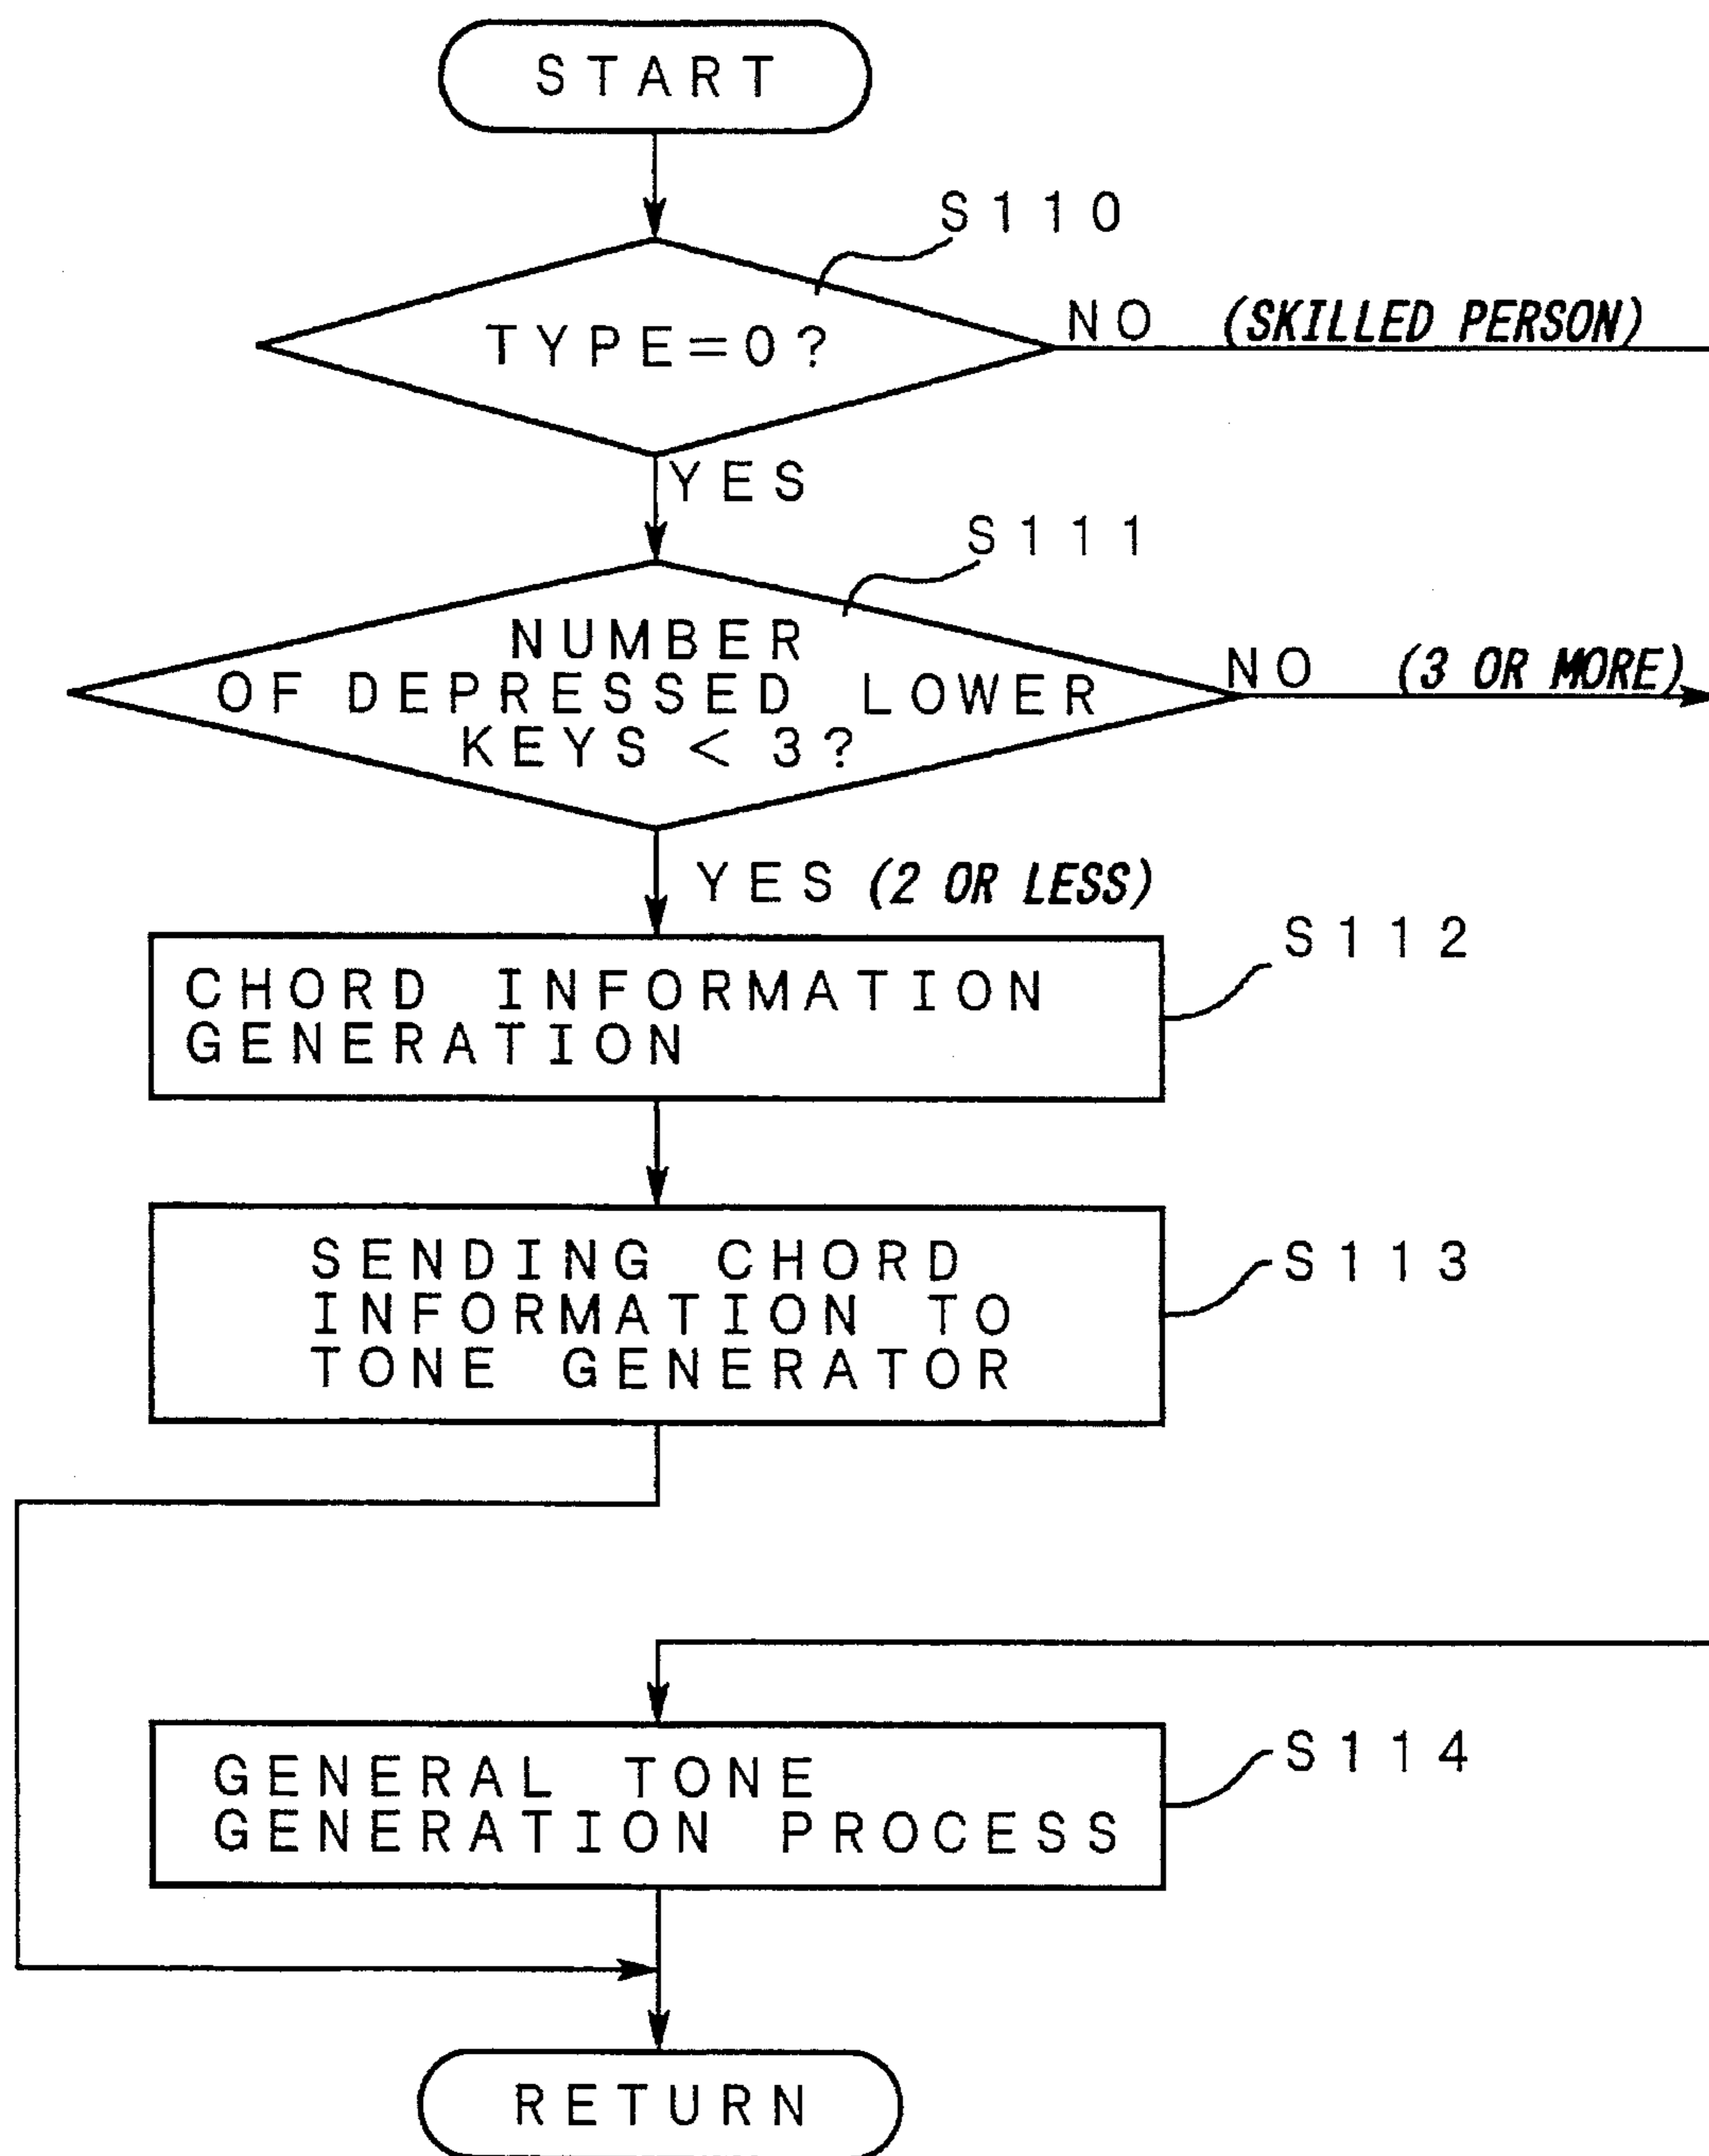 START
S110
TYPE=0?
NO (SKILLED PERSON)
YES
S111
NUMBER
OF DEPRESSED LOWER
KEYS < 3?
NO (3 OR MORE)
YES (2 OR LESS)
S112
CHORD INFORMATION
GENERATION
SENDING CHORD
INFORMATION TO
TONE GENERATOR
S113
GENERAL TONE
GENERATION PROCESS
S114
RETURN